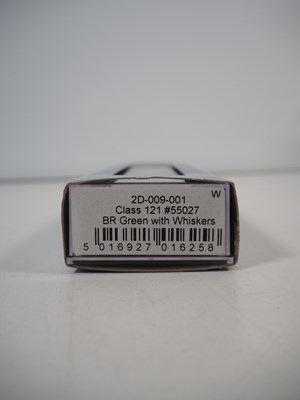 W
2D-009-001
Class 121 #55027
BR Green with Whiskers
5 016927 016258